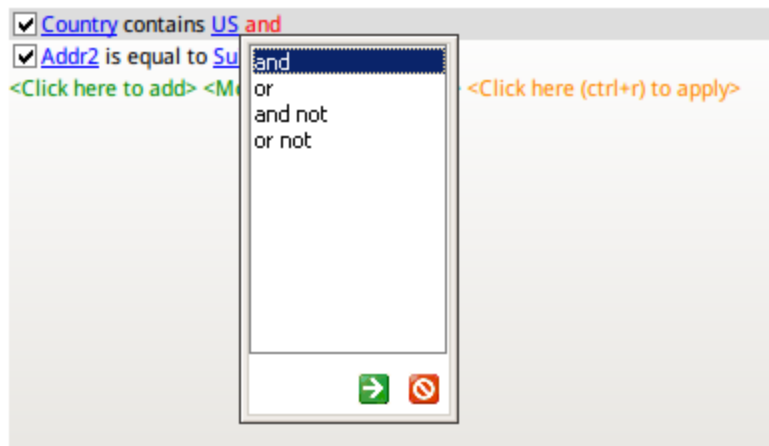 Country contains US and
Addr2 is equal to
<Click here to add> <Click here (ctrl+r) to apply>
and
or
and not
or not